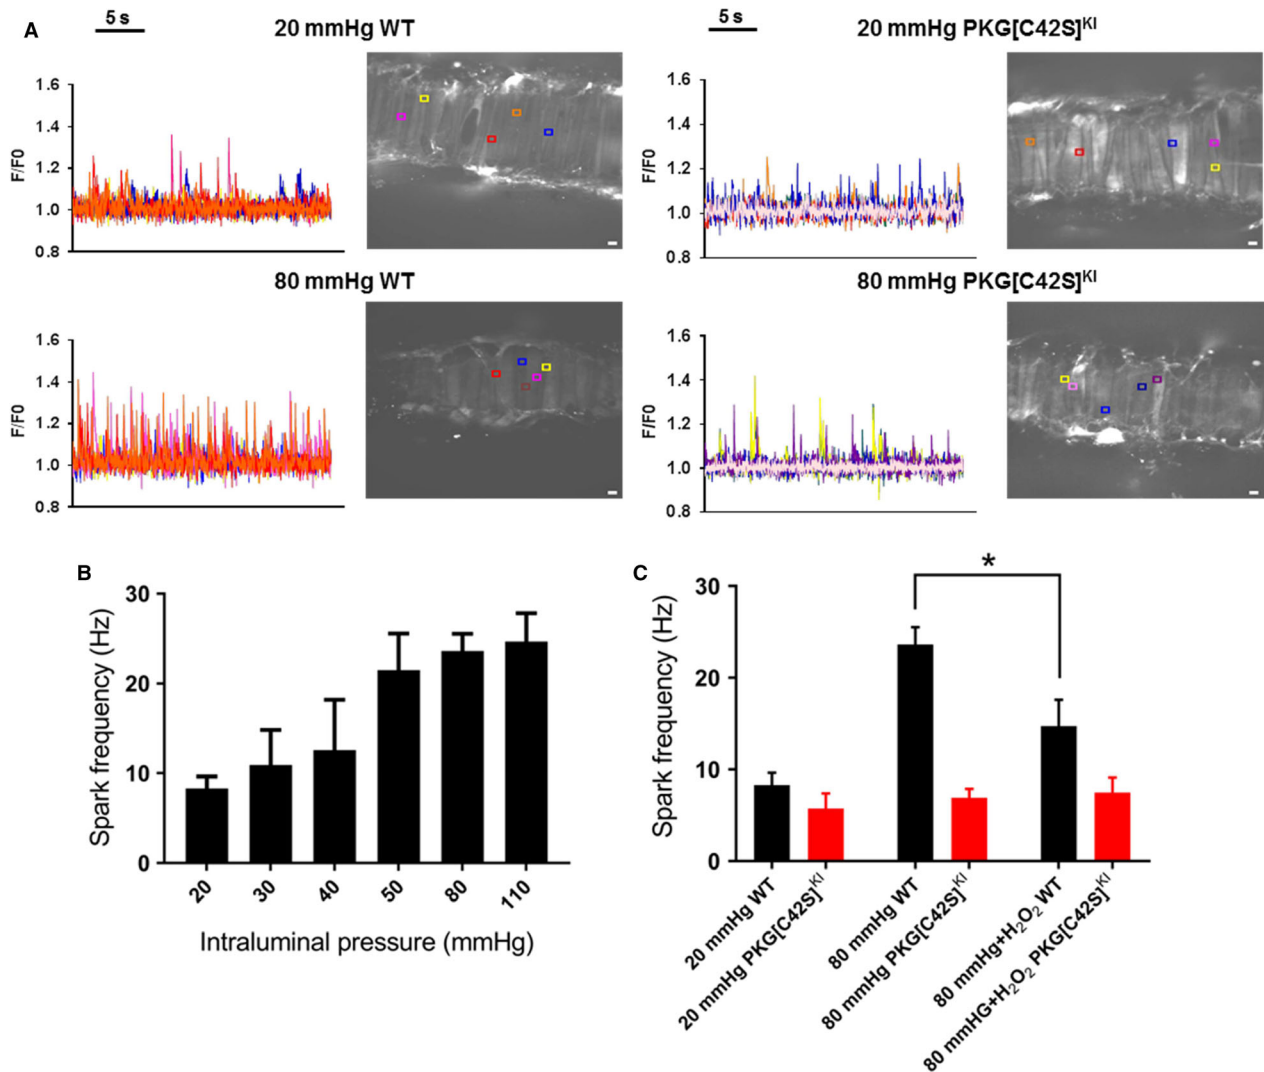 A
5 s
20 mmHg WT
F/F0
1.6
1.4
1.2
1.0
0.8
5 s
20 mmHg PKG[C42S]KI
F/F0
1.6
1.4
1.2
1.0
0.8
80 mmHg WT
F/F0
1.6
1.4
1.2
1.0
0.8
80 mmHg PKG[C42S]KI
F/F0
1.6
1.4
1.2
1.0
0.8
B
Spark frequency (Hz)
30
20
10
0
20
30
40
50
80
110
Intraluminal pressure (mmHg)
C
Spark frequency (Hz)
30
20
10
0
*
20 mmHg WT
20 mmHg PKG[C42S]KI
80 mmHg WT
80 mmHg PKG[C42S]KI
80 mmHg+H2O2 WT
80 mmHG+H2O2 PKG[C42S]KI